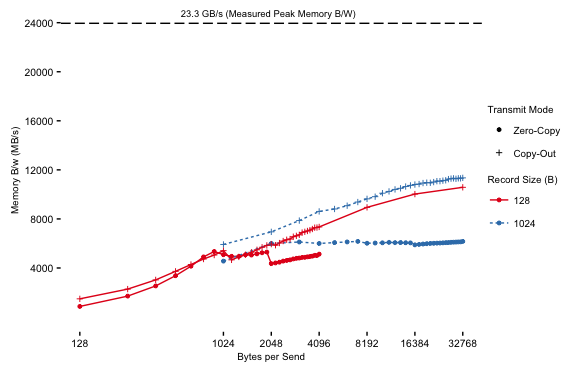 23.3 GB/s (Measured Peak Memory B/W)
24000
20000
16000
12000
8000
4000
Memory B/w (MB/s)
128
1024
2048
4096
8192
16384
32768
Bytes per Send
Transmit Mode
Zero-Copy
Copy-Out
Record Size (B)
128
1024